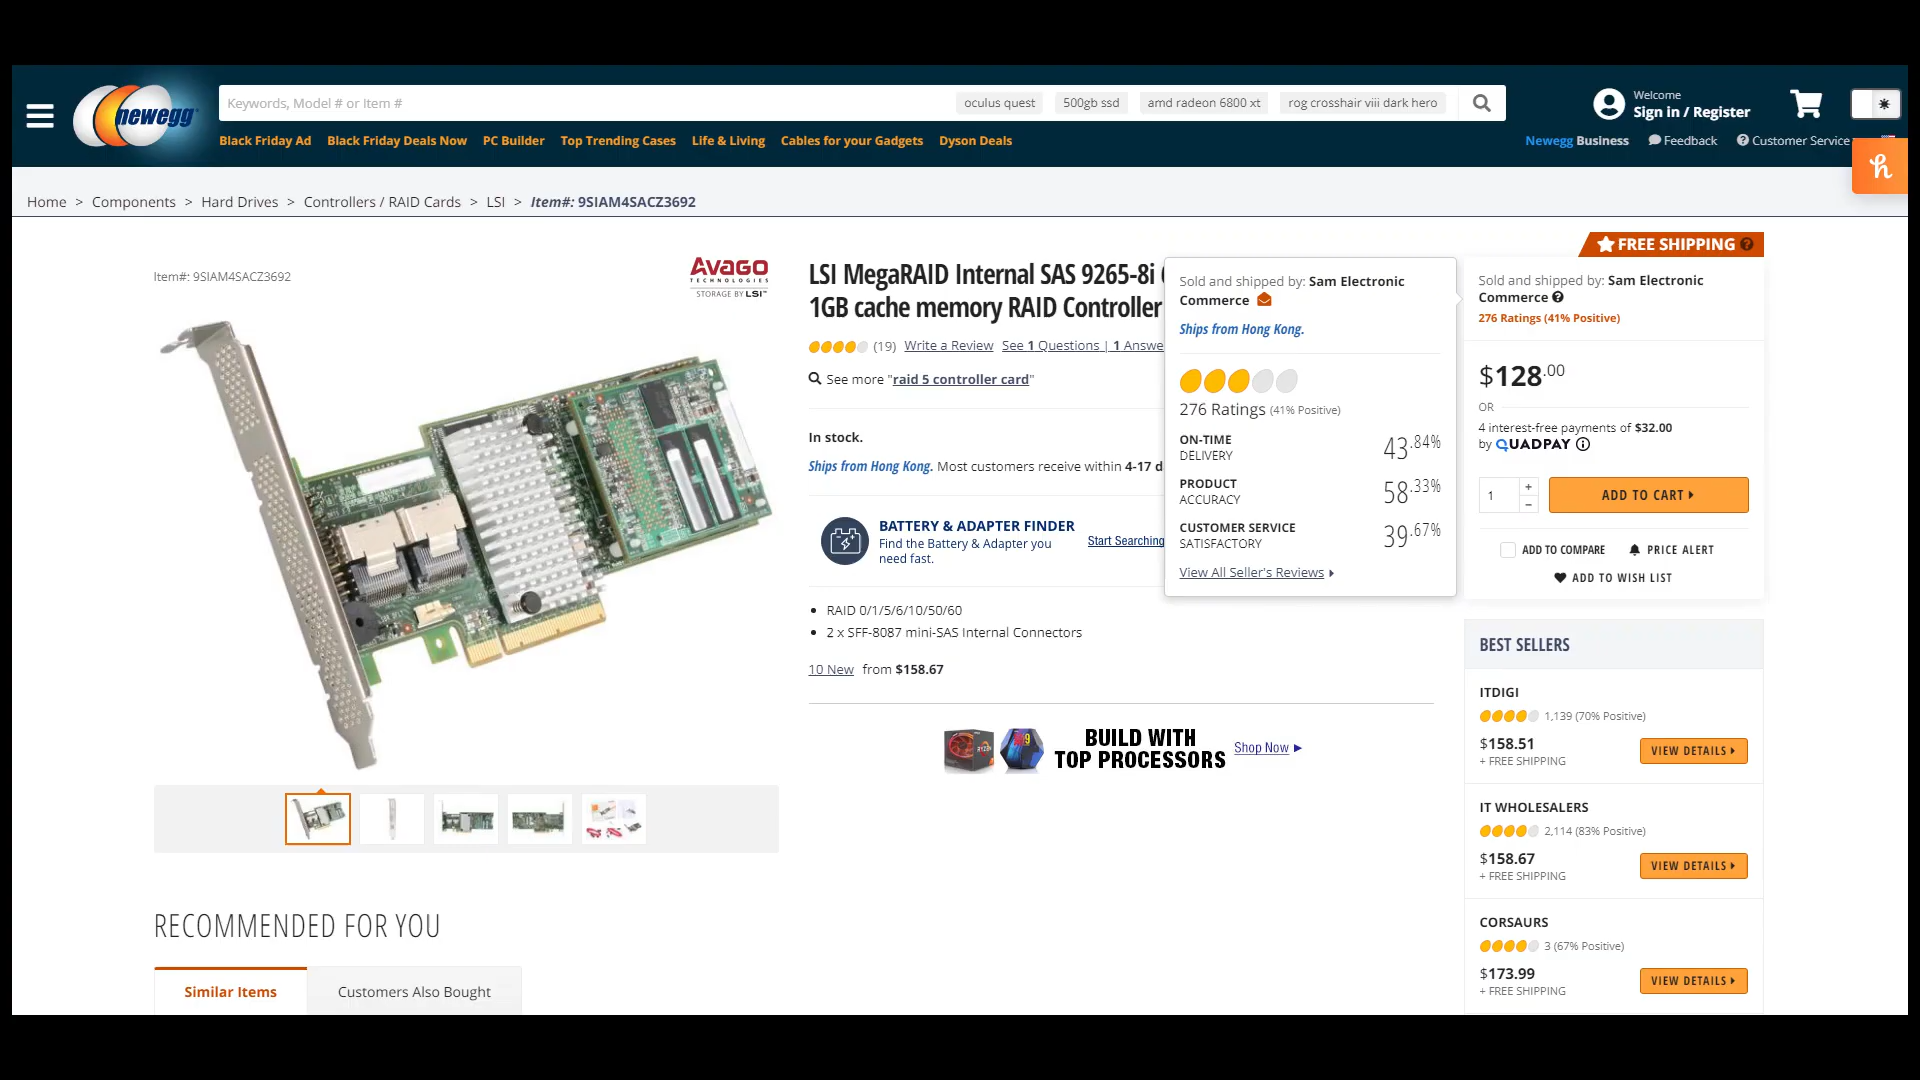 newegg
Keywords, Model # or Item #
oculus quest
500gb ssd
amd radeon 6800 xt
rog crosshair viii dark hero
Welcome
Sign in / Register
Black Friday Ad
Black Friday Deals Now
PC Builder
Top Trending Cases
Life & Living
Cables for your Gadgets
Dyson Deals
Newegg Business
Feedback
Customer Service
h
Home > Components > Hard Drives > Controllers / RAID Cards > LSI > Item#: 9SIAM4SACZ3692
Item#: 9SIAM4SACZ3692
AVAGO
TECHNOLOGIES
STORAGE BY LSI™
LSI MegaRAID Internal SAS 9265-8i
1GB cache memory RAID Controller
(19) Write a Review See 1 Questions | 1 Answe
See more "raid 5 controller card"
In stock.
Ships from Hong Kong. Most customers receive within 4-17 d
BATTERY & ADAPTER FINDER
Find the Battery & Adapter you
need fast.
Start Searching
RAID 0/1/5/6/10/50/60
2 x SFF-8087 mini-SAS Internal Connectors
10 New from $158.67
BUILD WITH
TOP PROCESSORS
Shop Now
RYZEN
i9
Sold and shipped by: Sam Electronic
Commerce
Ships from Hong Kong.
276 Ratings (41% Positive)
ON-TIME
DELIVERY
43.84%
PRODUCT
ACCURACY
58.33%
CUSTOMER SERVICE
SATISFACTORY
39.67%
View All Seller's Reviews
FREE SHIPPING ?
Sold and shipped by: Sam Electronic
Commerce ?
276 Ratings (41% Positive)
$128.00
OR
4 interest-free payments of $32.00
by QUADPAY
1
+
−
ADD TO CART
ADD TO COMPARE
PRICE ALERT
ADD TO WISH LIST
BEST SELLERS
ITDIGI
1,139 (70% Positive)
$158.51
+ FREE SHIPPING
VIEW DETAILS
IT WHOLESALERS
2,114 (83% Positive)
$158.67
+ FREE SHIPPING
VIEW DETAILS
CORSAURS
3 (67% Positive)
$173.99
+ FREE SHIPPING
VIEW DETAILS
RECOMMENDED FOR YOU
Similar Items
Customers Also Bought